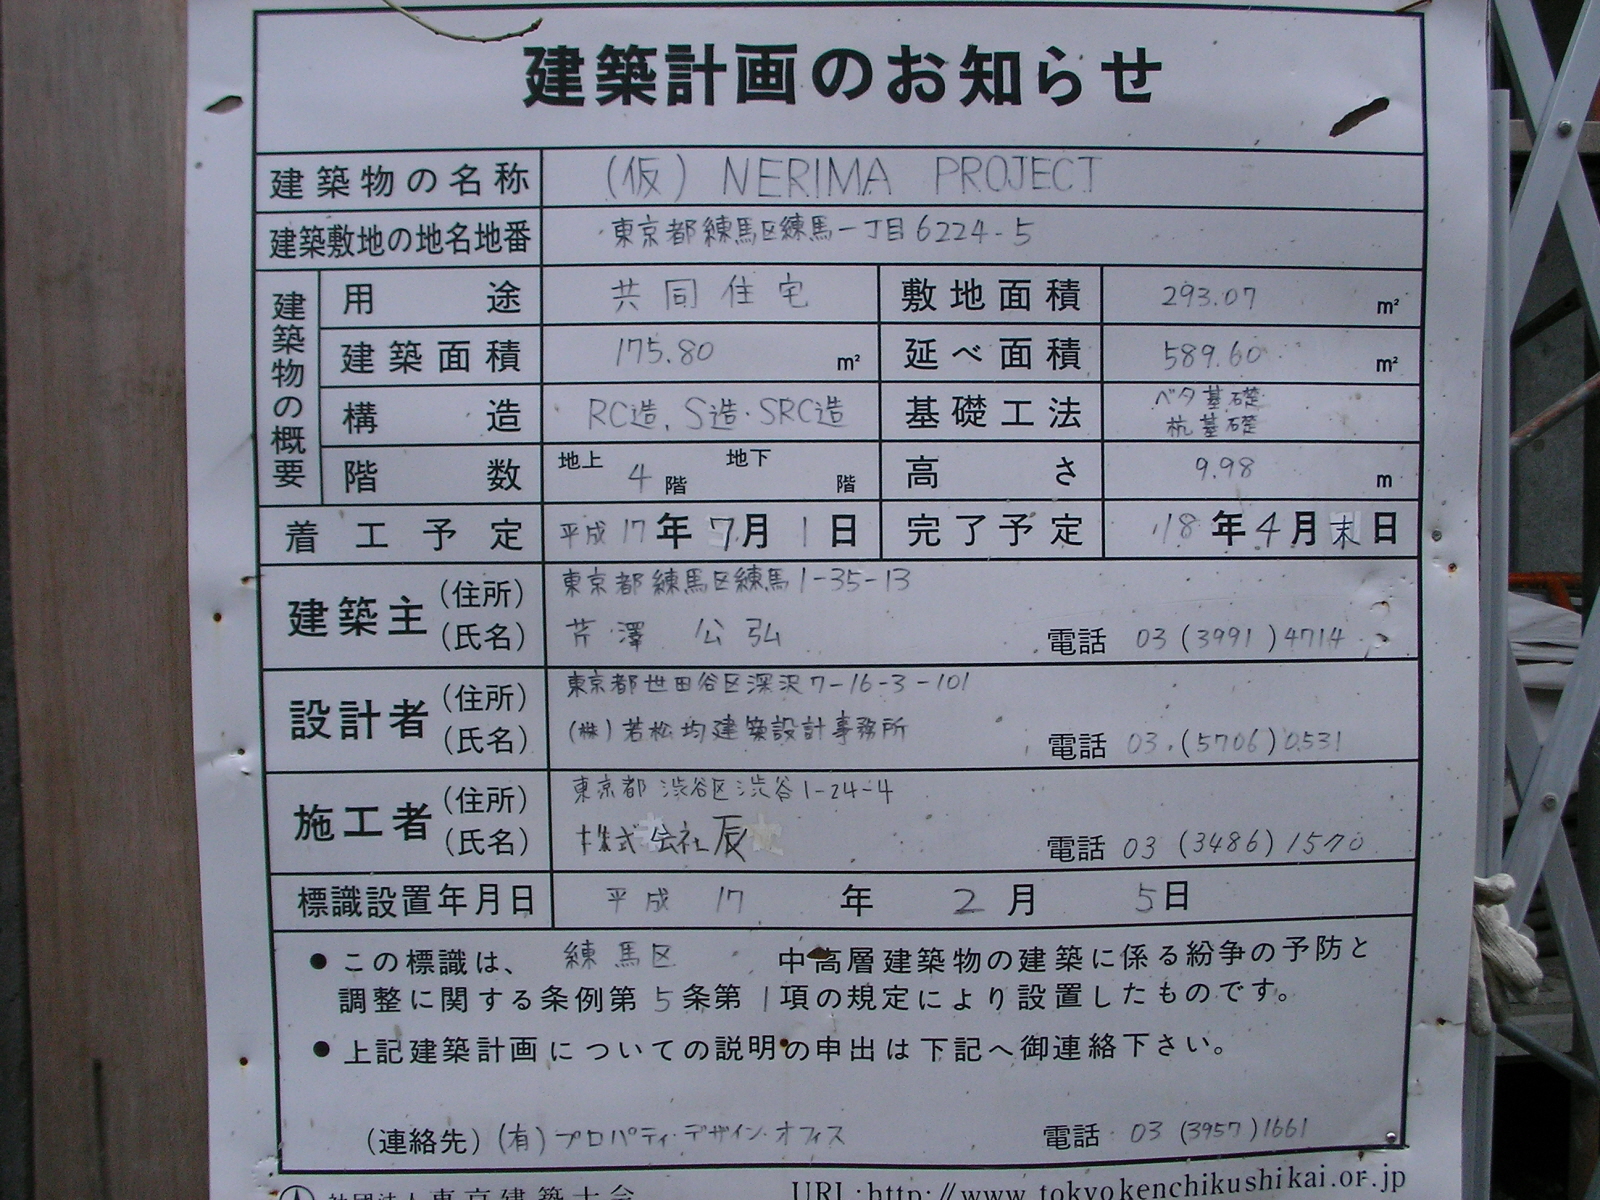 建築計画のお知らせ
建築物の名称 (仮) NERIMA PROJECT
建築敷地の地名地番 東京都練馬区練馬一丁目6224-5
建築物の概要
用途 共同住宅 敷地面積 293.07 m²
建築面積 175.80 m² 延べ面積 589.60 m²
構造 RC造, S造・SRC造 基礎工法 ベタ基礎
杭基礎
階数 地上 4 階 地下 階 高さ 9.98 m
着工予定 平成17年7月1日 完了予定 18年4月末日
建築主 (住所) 東京都練馬区練馬1-35-13
(氏名) 芹澤 公弘 電話 03 (3991) 4714
設計者 (住所) 東京都世田谷区深沢7-16-3-101
(氏名) (株)若松均建築設計事務所 電話 03 (5706) 0531
施工者 (住所) 東京都渋谷区渋谷1-24-4
(氏名) 株式会社辰 電話 03 (3486) 1570
標識設置年月日 平成 17 年 2 月 5日
●この標識は、 練馬区 中高層建築物の建築に係る紛争の予防と
調整に関する条例第5条第1項の規定により設置したものです。
●上記建築計画についての説明の申出は下記へ御連絡下さい。
(連絡先) (有)プロパティ・デザイン・オフィス 電話 03 (3957) 1661
社団法人 東京建築士会 URL:http://www.tokyokenchikushikai.or.jp